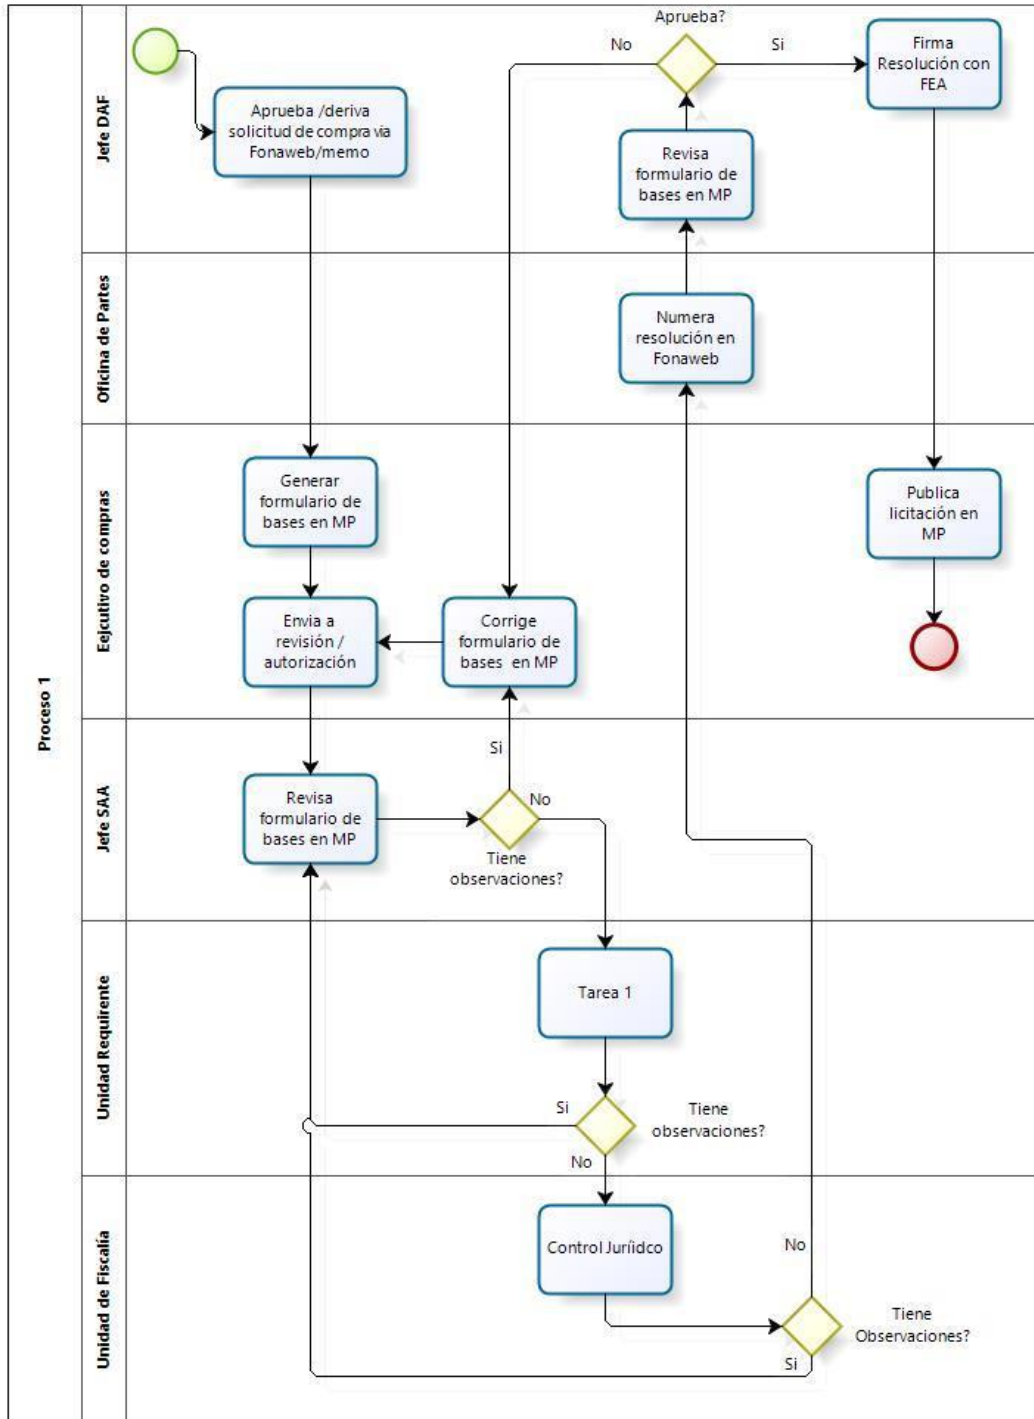 Proceso 1
Jefe DAF
Aprueba /deriva
solicitud de compra via
Fonaweb/memo
Aprueba?
No
Si
Firma
Resolución con
FEA
Revisa
formulario de
bases en MP
Oficina de Partes
Numera
resolución en
Fonaweb
Eejcutivo de compras
Generar
formulario de
bases en MP
Publica
licitación en
MP
Envia a
revisión /
autorización
Corrige
formulario de
bases en MP
Jefe SAA
Si
Revisa
formulario de
bases en MP
No
Tiene
observaciones?
Unidad Requirente
Tarea 1
Si
Tiene
observaciones?
No
Unidad de Fiscalía
Control Juríidco
No
Tiene
Observaciones?
Si